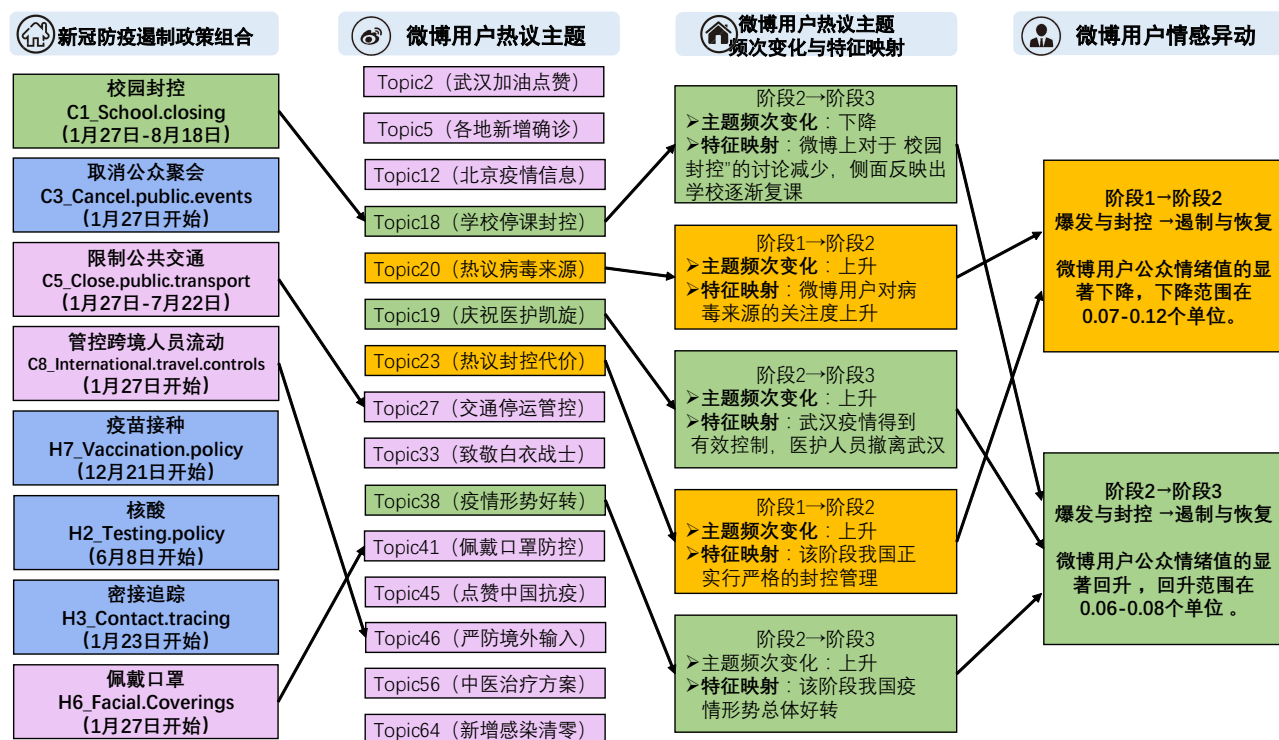 新冠防疫遏制政策组合
校园封控
C1_School.closing
(1月27日-8月18日)
取消公众聚会
C3_Cancel.public.events
(1月27日开始)
限制公共交通
C5_Close.public.transport
(1月27日-7月22日)
管控跨境人员流动
C8_International.travel.controls
(1月27日开始)
疫苗接种
H7_Vaccination.policy
(12月21日开始)
核酸
H2_Testing.policy
(6月8日开始)
密接追踪
H3_Contact.tracing
(1月23日开始)
佩戴口罩
H6_Facial.Coverings
(1月27日开始)
微博用户热议主题
Topic2（武汉加油点赞）
Topic5（各地新增确诊）
Topic12（北京疫情信息）
Topic18（学校停课封控）
Topic20（热议病毒来源）
Topic19（庆祝医护凯旋）
Topic23（热议封控代价）
Topic27（交通停运管控）
Topic33（致敬白衣战士）
Topic38（疫情形势好转）
Topic41（佩戴口罩防控）
Topic45（点赞中国抗疫）
Topic46（严防境外输入）
Topic56（中医治疗方案）
Topic64（新增感染清零）
微博用户热议主题
频次变化与特征映射
阶段2→阶段3
➢主题频次变化：下降
➢特征映射：微博上对于 校园
封控”的讨论减少，侧面反映出
学校逐渐复课
阶段1→阶段2
➢主题频次变化：上升
➢特征映射：微博用户对病
毒来源的关注度上升
阶段2→阶段3
➢主题频次变化：上升
➢特征映射：武汉疫情得到
有效控制，医护人员撤离武汉
阶段1→阶段2
➢主题频次变化：上升
➢特征映射：该阶段我国正
实行严格的封控管理
阶段2→阶段3
➢主题频次变化：上升
➢特征映射：该阶段我国疫
情形势总体好转
微博用户情感异动
阶段1→阶段2
爆发与封控 →遏制与恢复
微博用户公众情绪值的显
著下降，下降范围在
0.07-0.12个单位。
阶段2→阶段3
爆发与封控 →遏制与恢复
微博用户公众情绪值的显
著回升 ，回升范围在
0.06-0.08个单位 。